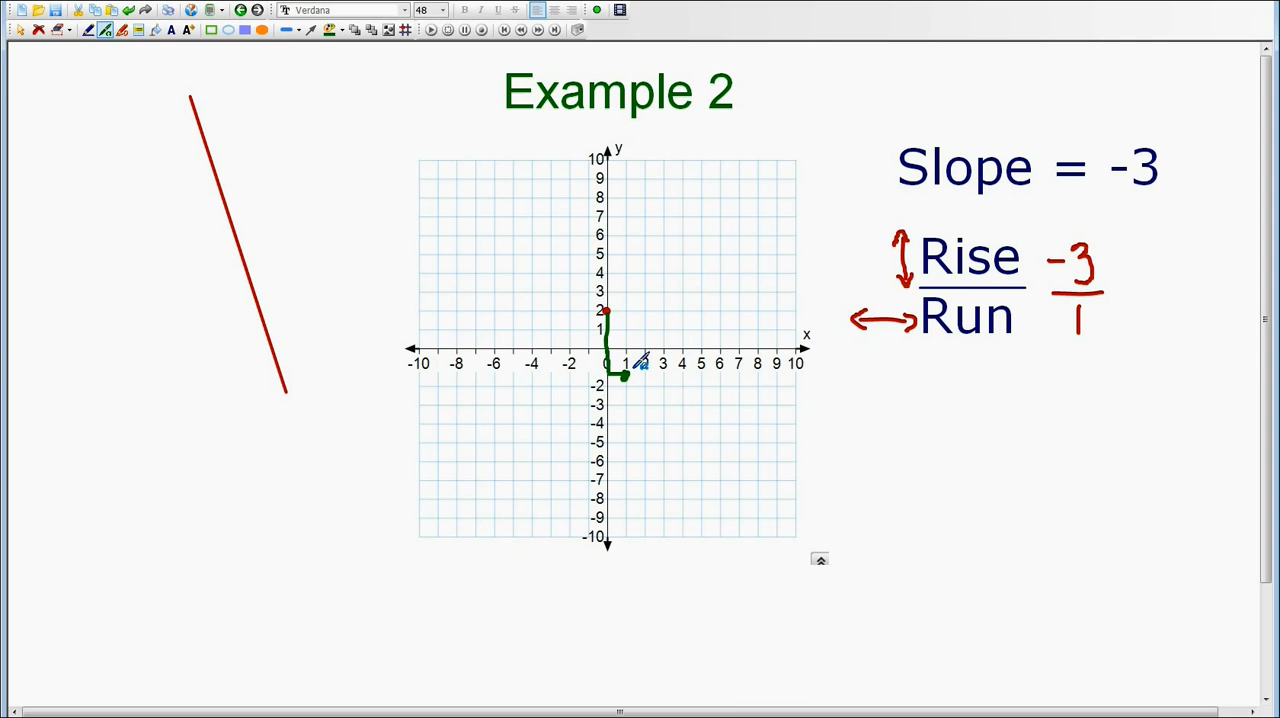 Verdana 48
Example 2
y
Slope = -3
10
9
8
7
6
5
4
3
2
1
Rise -3
Run 1
x
-10 -8 -6 -4 -2 0 1 3 4 5 6 7 8 9 10
-2
-3
-4
-5
-6
-7
-8
-9
-10